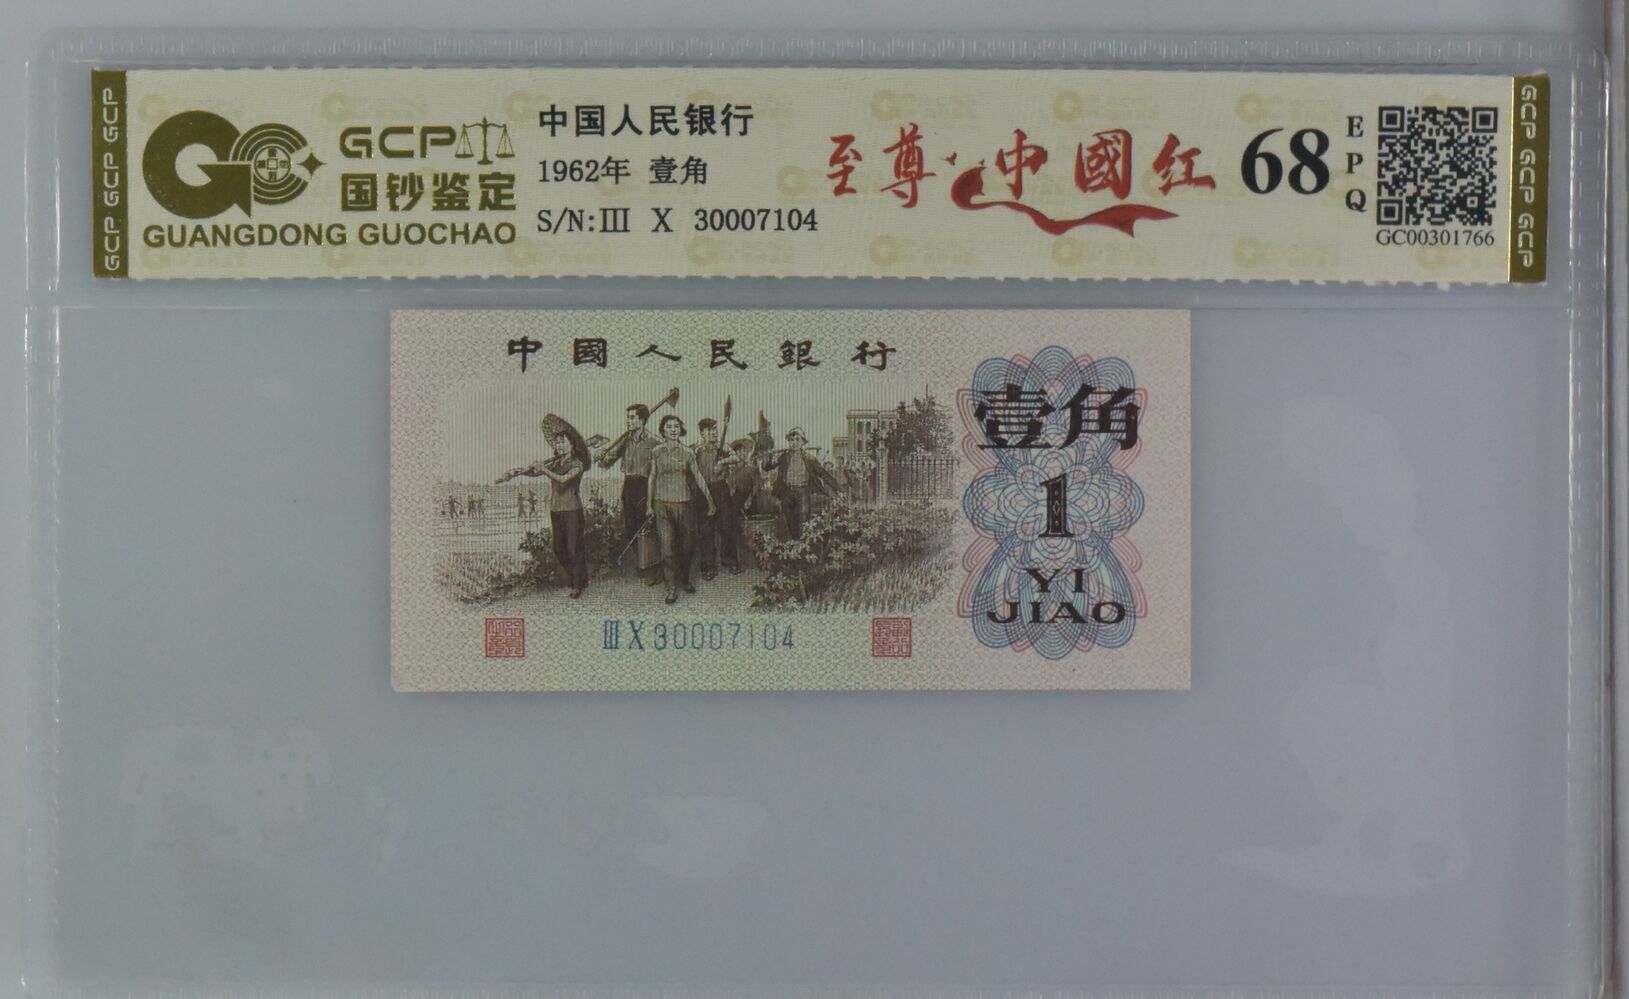 GCP GCP GCP
GCP
国钞鉴定
GUANGDONG GUOCHAO
中国人民银行
1962年 壹角
S/N:III X 30007104
至尊 中國红
68
EPQ
GC00301766
GCP GCP GCP
中國人民銀行
壹角
1
YI
JIAO
III X 30007104